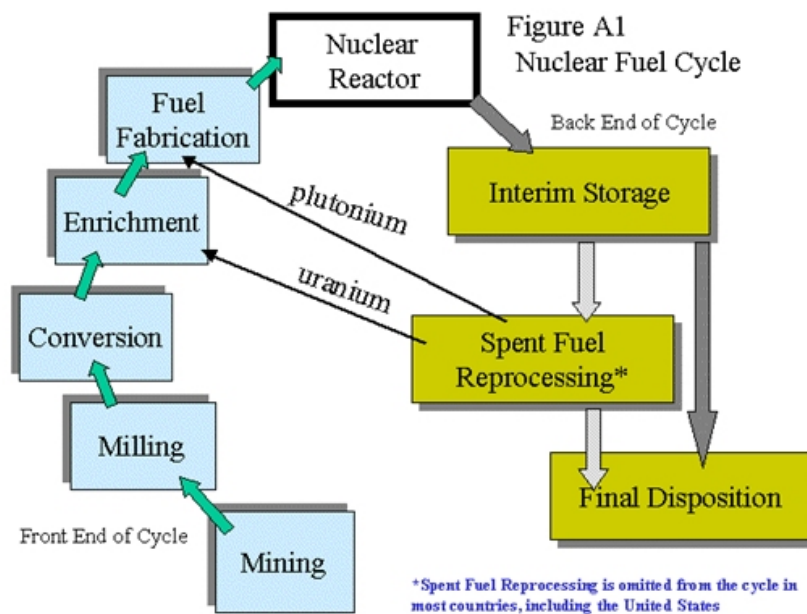 Figure A1
Nuclear Fuel Cycle
Nuclear
Reactor
Fuel
Fabrication
Enrichment
Conversion
Milling
Mining
Front End of Cycle
Back End of Cycle
Interim Storage
plutonium
uranium
Spent Fuel
Reprocessing*
Final Disposition
*Spent Fuel Reprocessing is omitted from the cycle in
most countries, including the United States